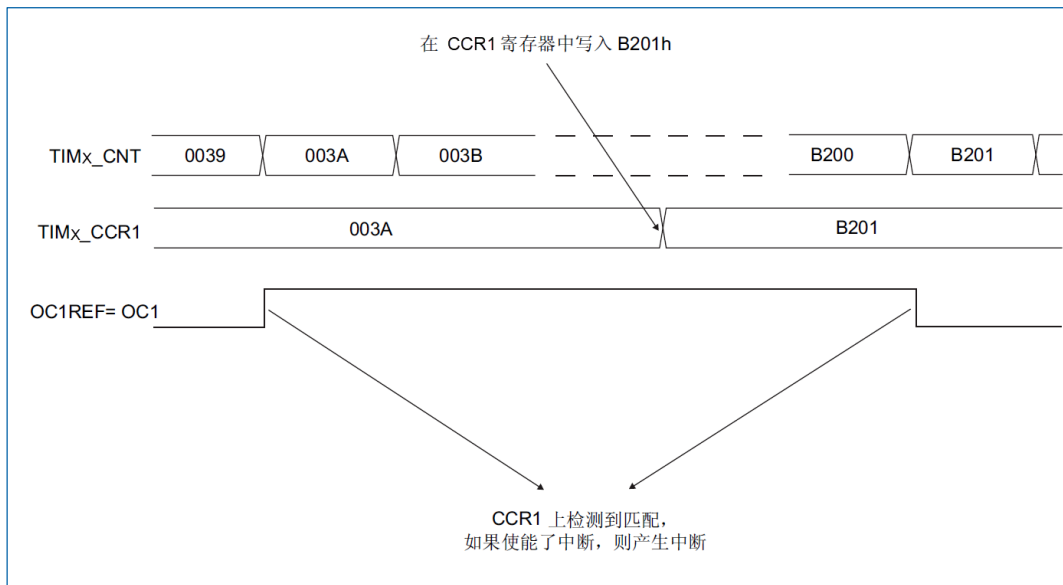 在 CCR1 寄存器中写入 B201h
TIMx_CNT 0039 003A 003B B200 B201
TIMx_CCR1 003A B201
OC1REF= OC1
CCR1 上检测到匹配，
如果使能了中断，则产生中断